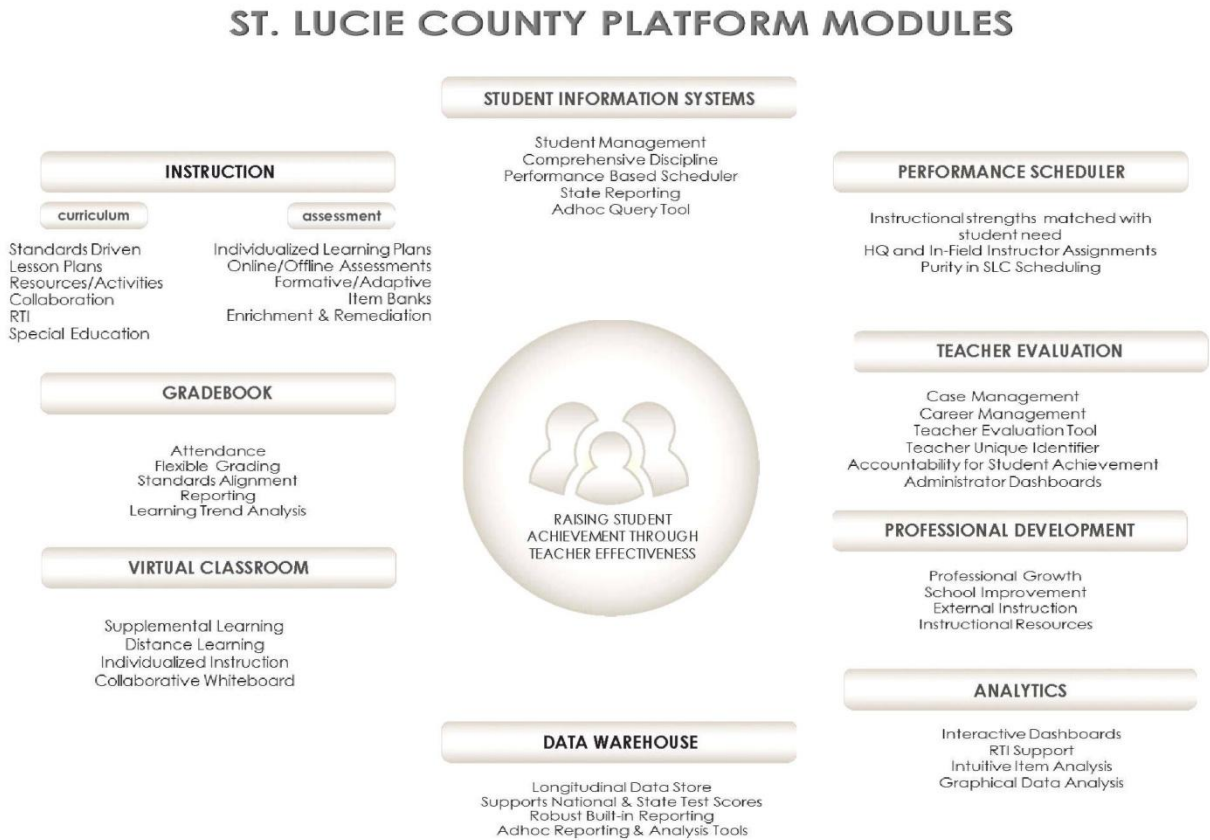 ST. LUCIE COUNTY PLATFORM MODULES
STUDENT INFORMATION SYSTEMS
Student Management
Comprehensive Discipline
Performance Based Scheduler
State Reporting
Adhoc Query Tool
INSTRUCTION
curriculum
Standards Driven
Lesson Plans
Resources/Activities
Collaboration
RTI
Special Education
assessment
Individualized Learning Plans
Online/Offline Assessments
Formative/Adaptive
Item Banks
Enrichment & Remediation
GRADEBOOK
Attendance
Flexible Grading
Standards Alignment
Reporting
Learning Trend Analysis
VIRTUAL CLASSROOM
Supplemental Learning
Distance Learning
Individualized Instruction
Collaborative Whiteboard
RAISING STUDENT
ACHIEVEMENT THROUGH
TEACHER EFFECTIVENESS
DATA WAREHOUSE
Longitudinal Data Store
Supports National & State Test Scores
Robust Built-in Reporting
Adhoc Reporting & Analysis Tools
PERFORMANCE SCHEDULER
Instructional strengths matched with
student need
HQ and In-Field Instructor Assignments
Purity in SLC Scheduling
TEACHER EVALUATION
Case Management
Career Management
Teacher Evaluation Tool
Teacher Unique Identifier
Accountability for Student Achievement
Administrator Dashboards
PROFESSIONAL DEVELOPMENT
Professional Growth
School Improvement
External Instruction
Instructional Resources
ANALYTICS
Interactive Dashboards
RTI Support
Intuitive Item Analysis
Graphical Data Analysis